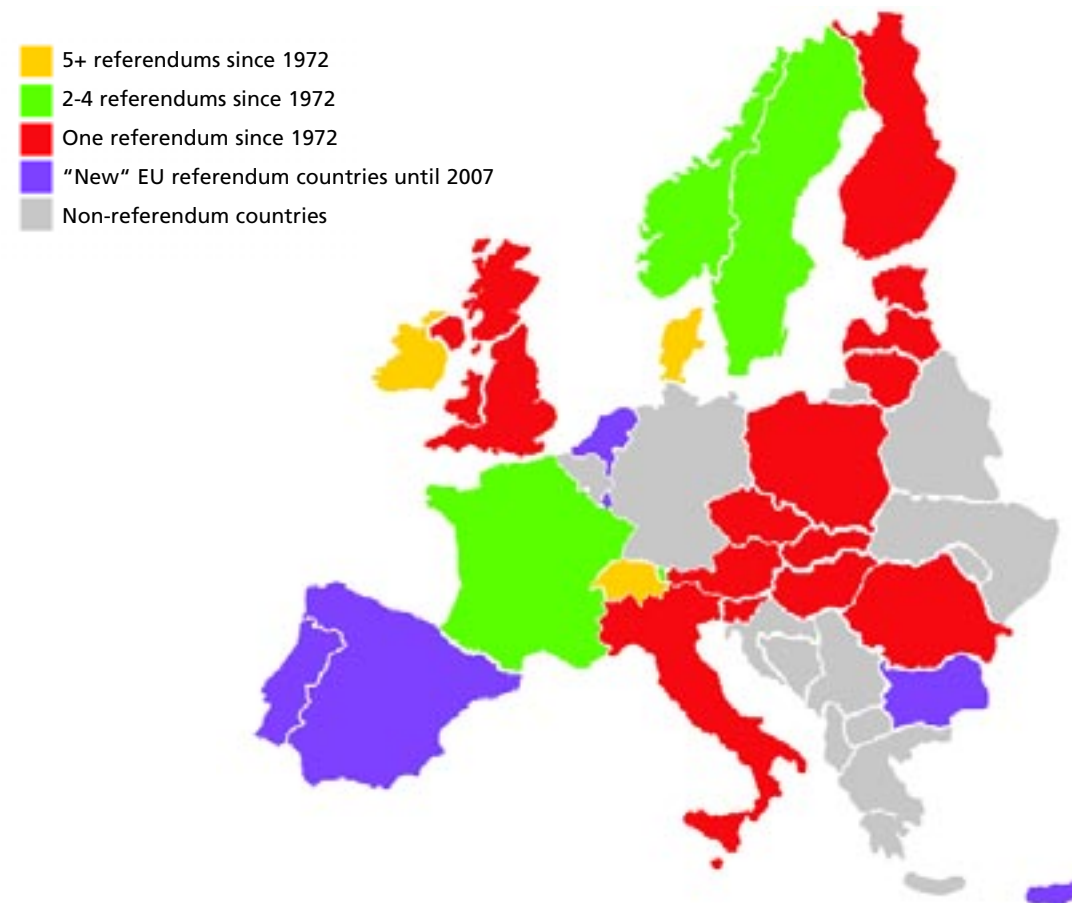 5+ referendums since 1972
2-4 referendums since 1972
One referendum since 1972
“New“ EU referendum countries until 2007
Non-referendum countries